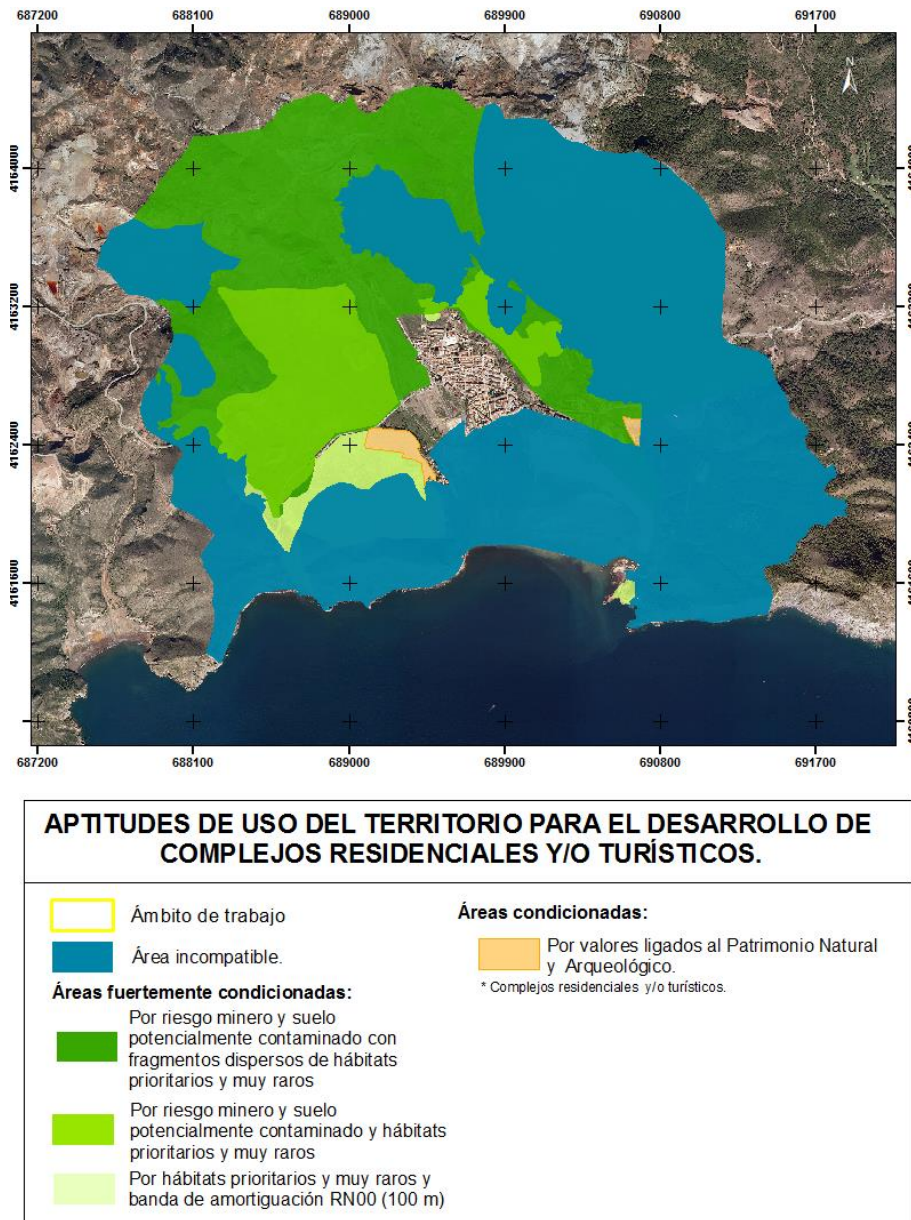 687200 688100 689000 689900 690800 691700
N
4164000
4163200
4162400
4161600
687200 688100 689000 689900 690800 691700
APTITUDES DE USO DEL TERRITORIO PARA EL DESARROLLO DE
COMPLEJOS RESIDENCIALES Y/O TURÍSTICOS.
Ámbito de trabajo
Área incompatible.
Áreas fuertemente condicionadas:
Por riesgo minero y suelo
potencialmente contaminado con
fragmentos dispersos de hábitats
prioritarios y muy raros
Por riesgo minero y suelo
potencialmente contaminado y hábitats
prioritarios y muy raros
Por hábitats prioritarios y muy raros y
banda de amortiguación RN00 (100 m)
Áreas condicionadas:
Por valores ligados al Patrimonio Natural
y Arqueológico.
* Complejos residenciales y/o turísticos.